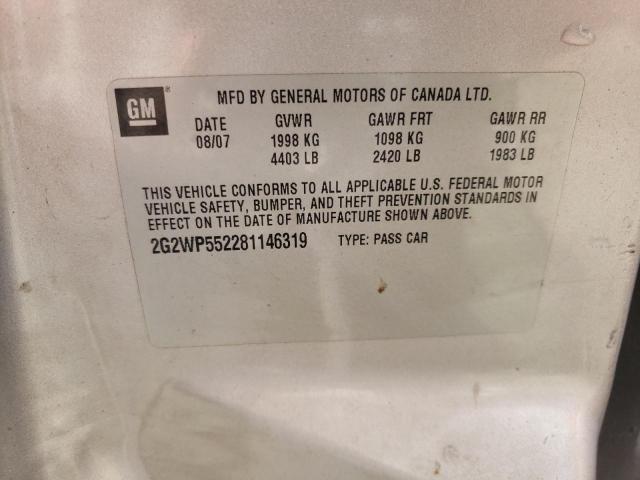 GM®
MFD BY GENERAL MOTORS OF CANADA LTD.
DATE GVWR GAWR FRT GAWR RR
08/07 1998 KG 1098 KG 900 KG
4403 LB 2420 LB 1983 LB
THIS VEHICLE CONFORMS TO ALL APPLICABLE U.S. FEDERAL MOTOR
VEHICLE SAFETY, BUMPER, AND THEFT PREVENTION STANDARDS IN
EFFECT ON THE DATE OF MANUFACTURE SHOWN ABOVE.
2G2WP552281146319 TYPE: PASS CAR